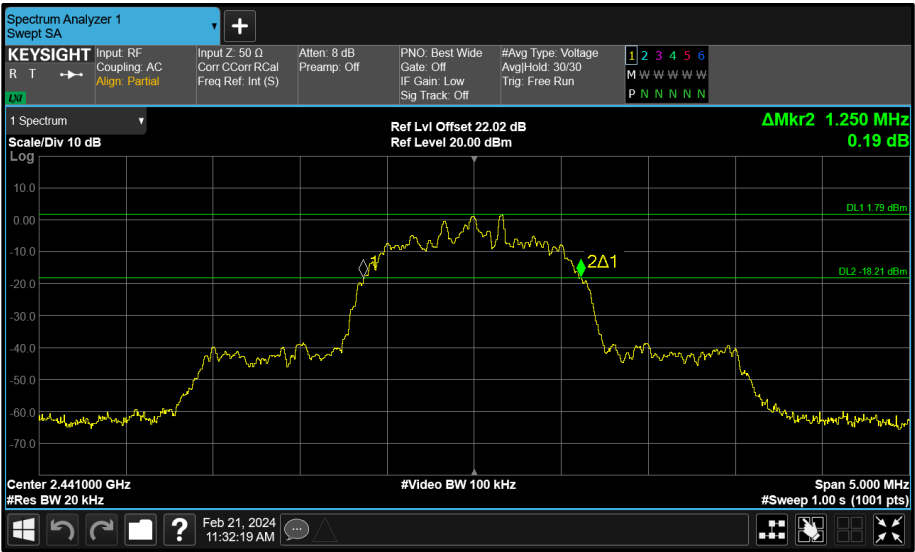 Spectrum Analyzer 1
Swept SA
+
KEYSIGHT
R T
LXI
Input: RF
Coupling: AC
Align: Partial
Input Z: 50 Ω
Corr CCorr RCal
Freq Ref: Int (S)
Atten: 8 dB
Preamp: Off
PNO: Best Wide
Gate: Off
IF Gain: Low
Sig Track: Off
#Avg Type: Voltage
Avg|Hold: 30/30
Trig: Free Run
1 2 3 4 5 6
M W W W W W
P N N N N N
1 Spectrum
Scale/Div 10 dB
Ref Lvl Offset 22.02 dB
Ref Level 20.00 dBm
ΔMkr2 1.250 MHz
0.19 dB
Log
10.0
DL1 1.79 dBm
0.00
-10.0
1
2Δ1
DL2 -18.21 dBm
-20.0
-30.0
-40.0
-50.0
-60.0
-70.0
Center 2.441000 GHz
#Video BW 100 kHz
Span 5.000 MHz
#Res BW 20 kHz
#Sweep 1.00 s (1001 pts)
?
Feb 21, 2024
11:32:19 AM